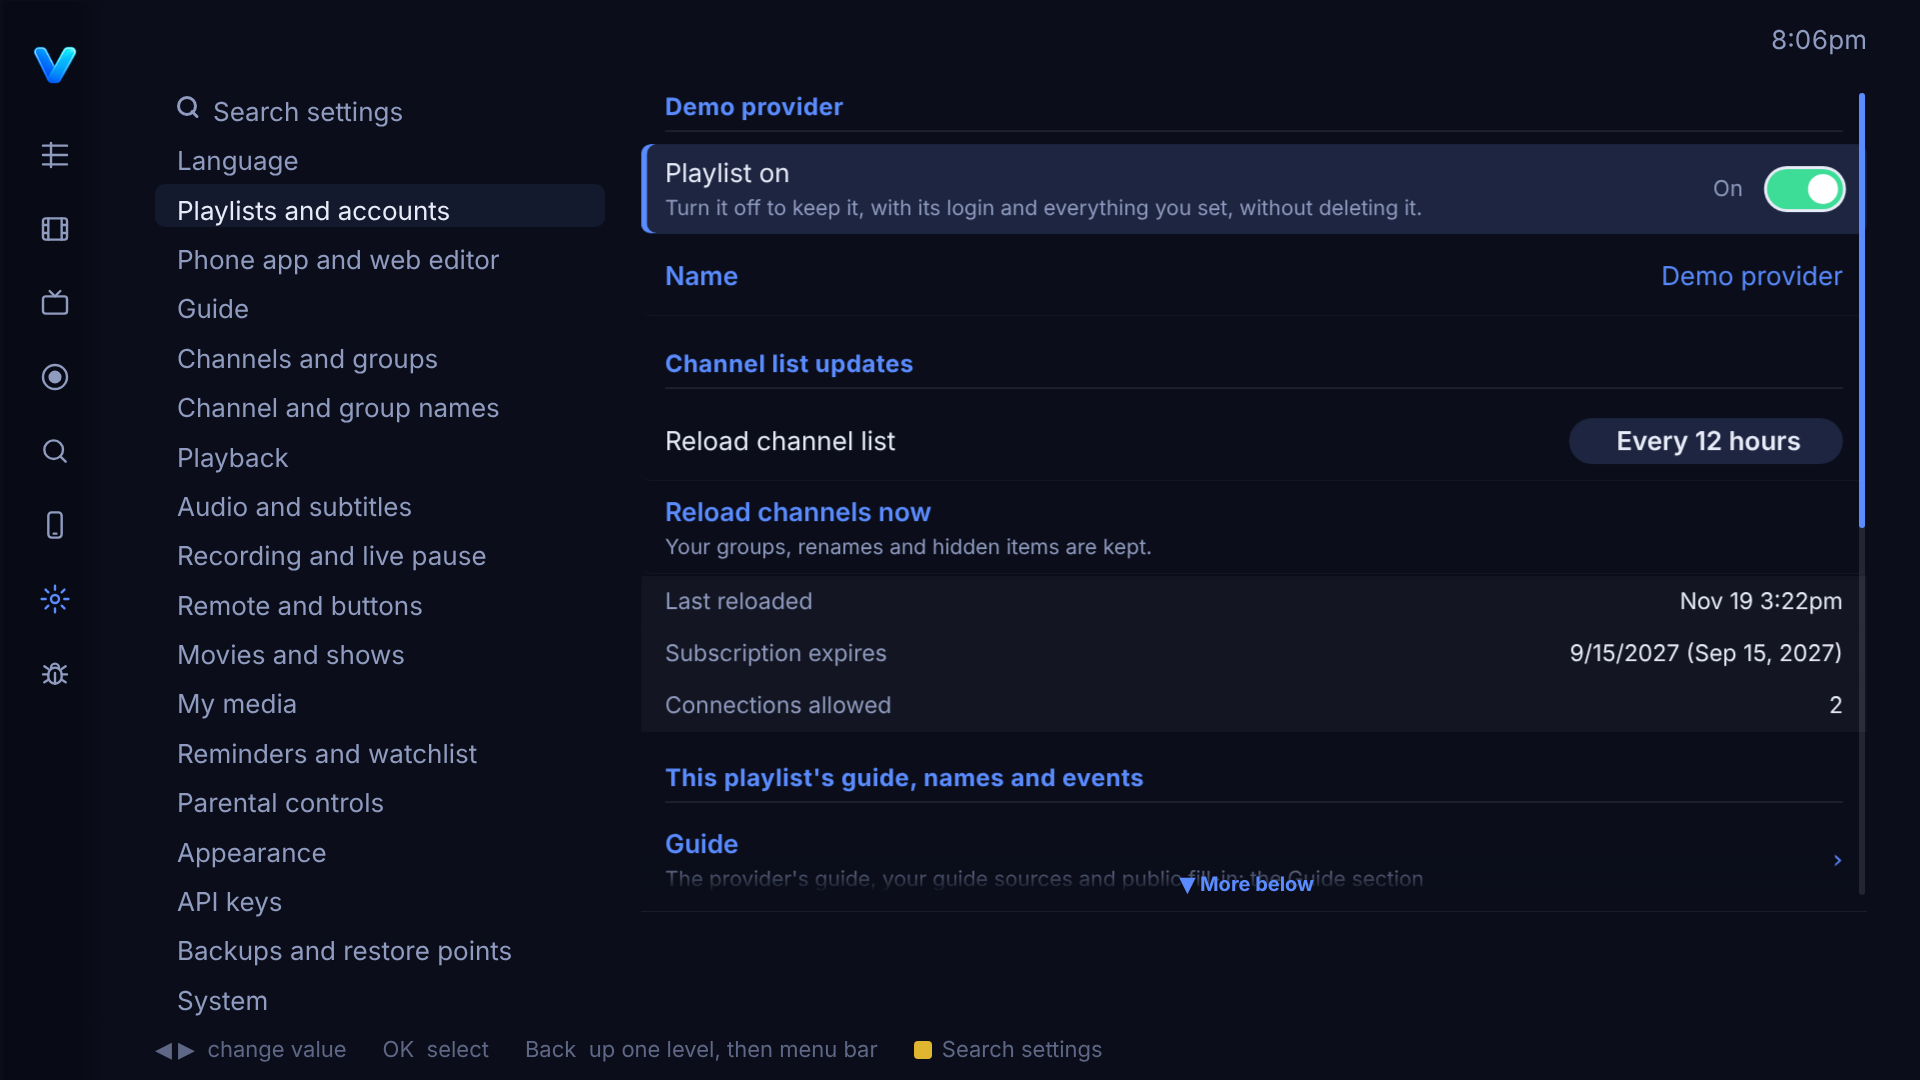 8:06pm
Search settings
Language
Playlists and accounts
Phone app and web editor
Guide
Channels and groups
Channel and group names
Playback
Audio and subtitles
Recording and live pause
Remote and buttons
Movies and shows
My media
Reminders and watchlist
Parental controls
Appearance
API keys
Backups and restore points
System
Demo provider
Playlist on
On
Turn it off to keep it, with its login and everything you set, without deleting it.
Name
Demo provider
Channel list updates
Reload channel list
Every 12 hours
Reload channels now
Your groups, renames and hidden items are kept.
Last reloaded
Nov 19 3:22pm
Subscription expires
9/15/2027 (Sep 15, 2027)
Connections allowed
2
This playlist's guide, names and events
Guide
The provider's guide, your guide sources and public fill-in: the Guide section
More below
change value
OK select
Back up one level, then menu bar
Search settings